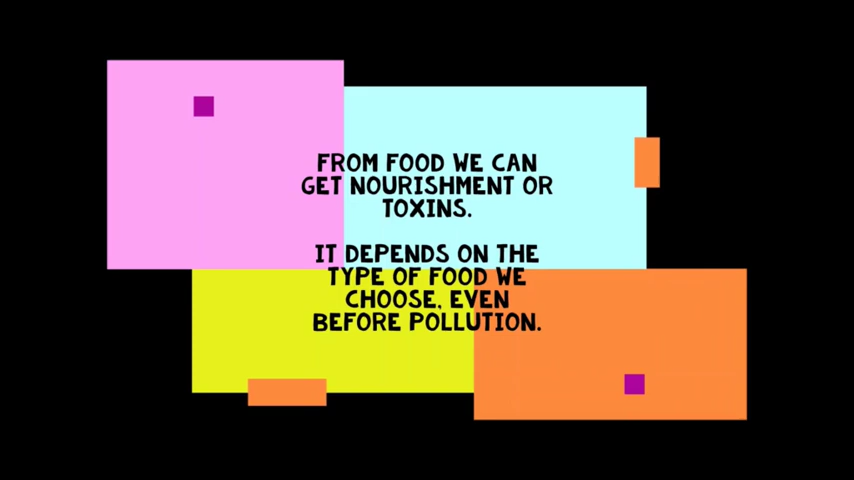 FROM FOOD WE CAN
GET NOURISHMENT OR
TOXINS.
IT DEPENDS ON THE
TYPE OF FOOD WE
CHOOSE, EVEN
BEFORE POLLUTION.